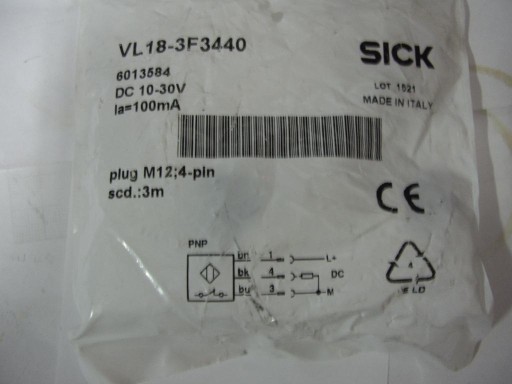 VL18-3F3440
SICK
6013584
DC 10-30V
Ia=100mA
LOT 1521
MADE IN ITALY
plug M12;4-pin
scd.:3m
CE
PNP
br 1 L+
bk 4 DC
bu 3 M
4
LD